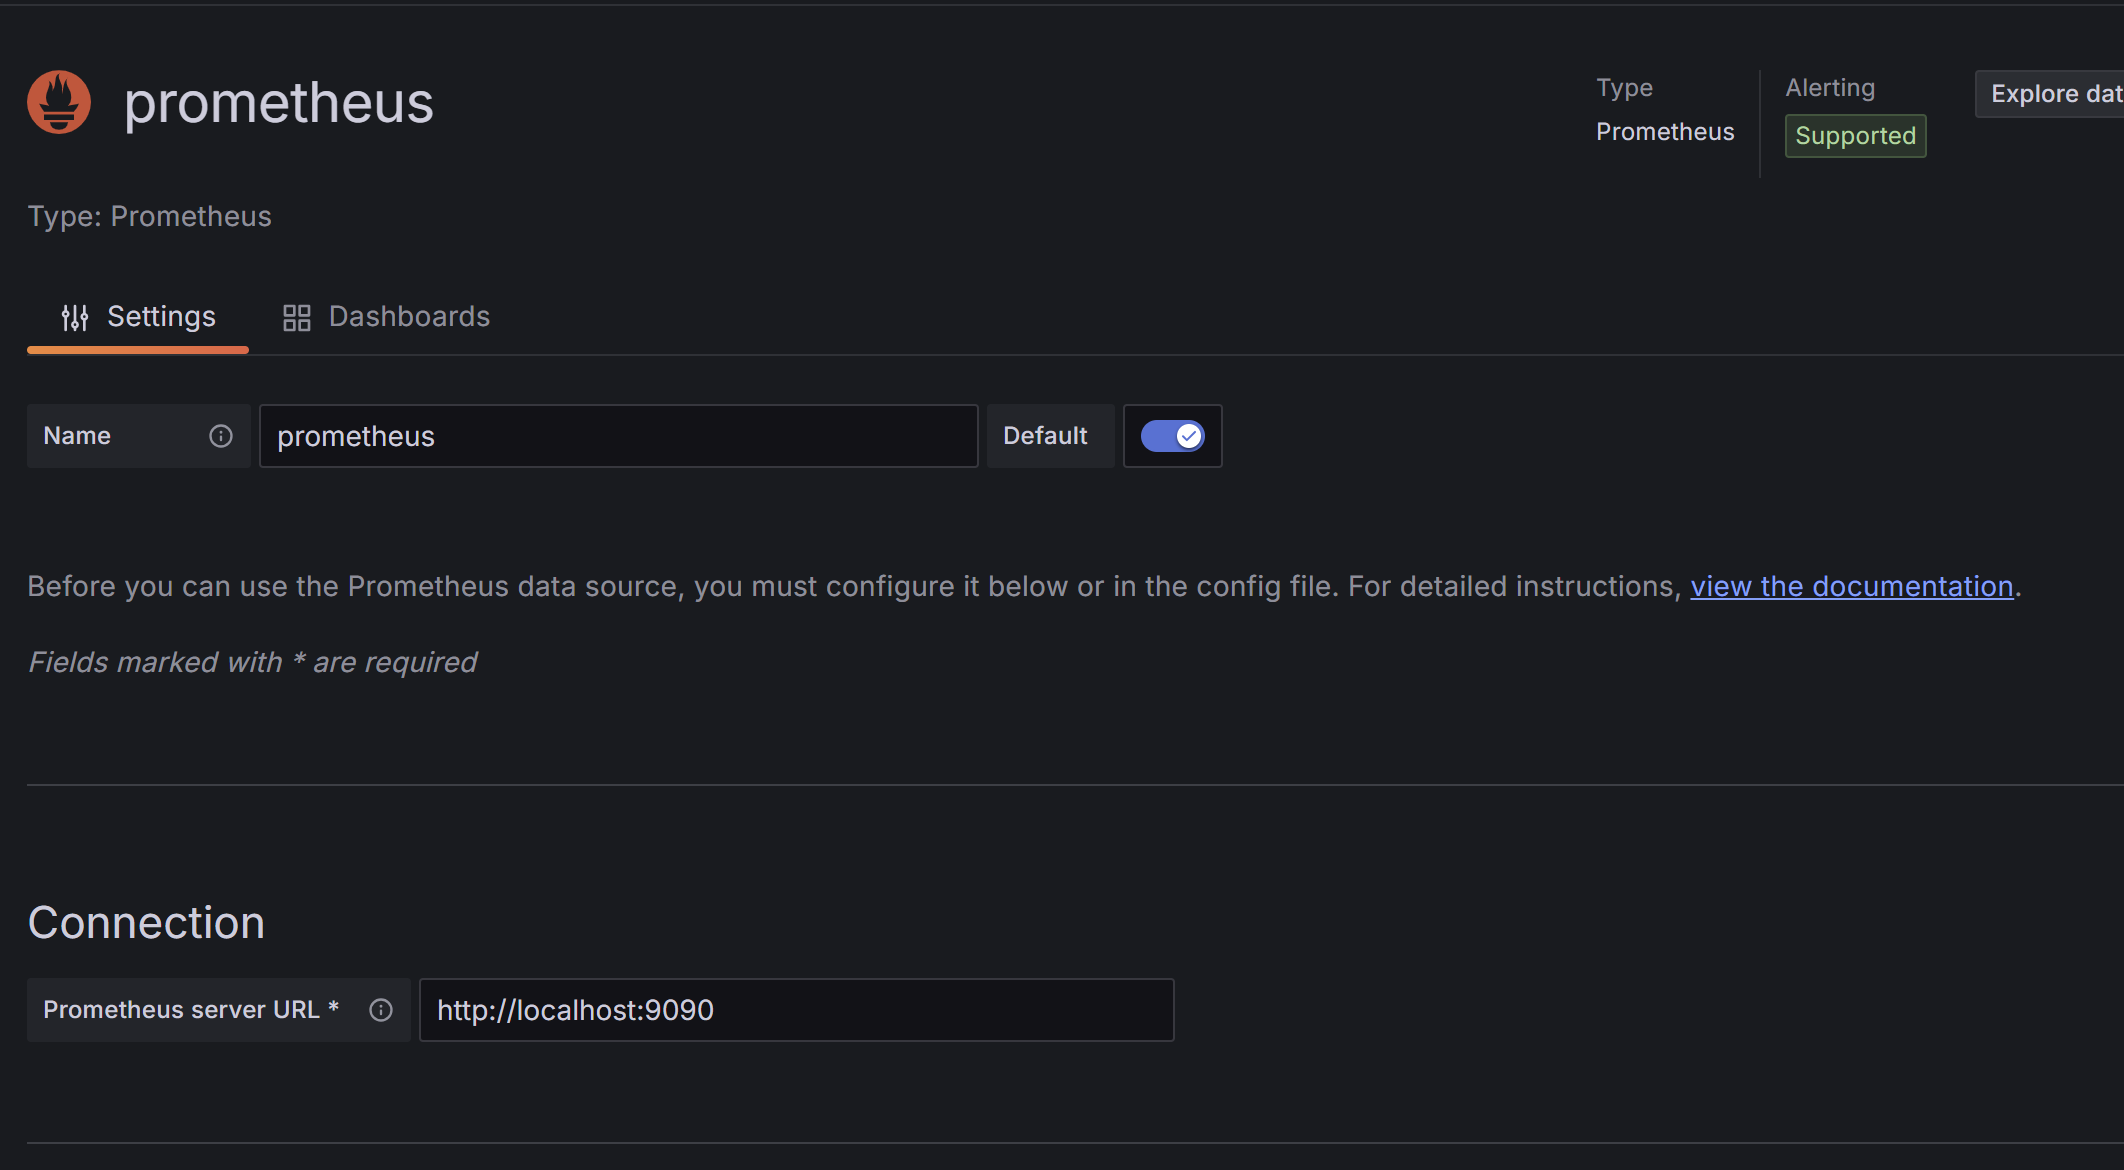 prometheus
Type
Prometheus
Alerting
Supported
Explore dat
Type: Prometheus
Settings
Dashboards
Name
prometheus
Default
Before you can use the Prometheus data source, you must configure it below or in the config file. For detailed instructions, view the documentation.
Fields marked with * are required
Connection
Prometheus server URL *
http://localhost:9090